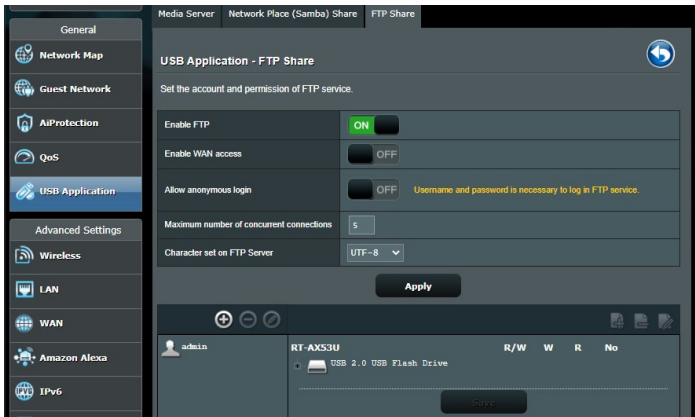 Media Server Network Place (Samba) Share FTP Share
General
Network Map
Guest Network
AiProtection
QoS
USB Application
Advanced Settings
Wireless
LAN
WAN
Amazon Alexa
IPv6
USB Application - FTP Share
Set the account and permission of FTP service.
Enable FTP ON
Enable WAN access OFF
Allow anonymous login OFF Username and password is necessary to log in FTP service.
Maximum number of concurrent connections 5
Character set on FTP Server UTF-8
Apply
admin
RT-AX53U R/W W R No
USB 2.0 USB Flash Drive
Save